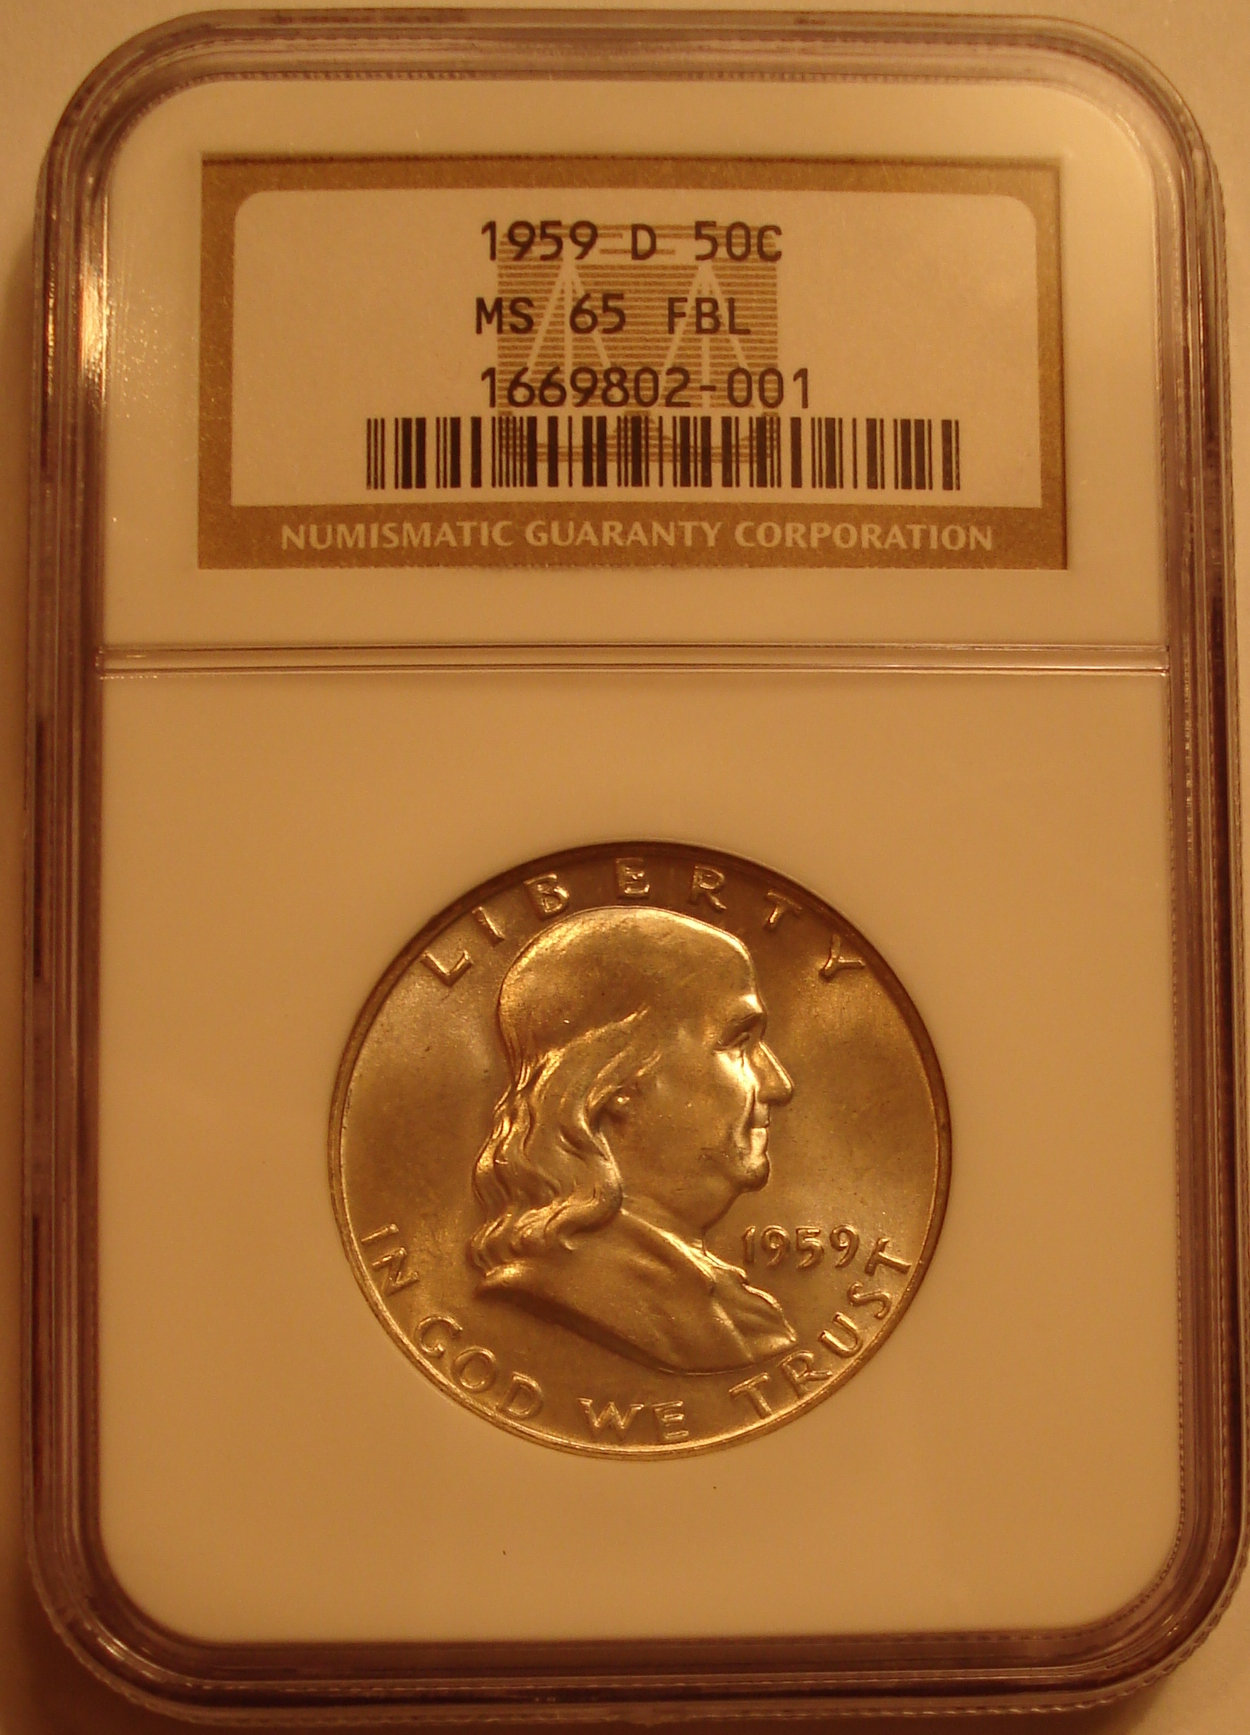 1959 D 50C
MS 65 FBL
1669802-001
NUMISMATIC GUARANTY CORPORATION
LIBERTY
1959
IN GOD WE TRUST